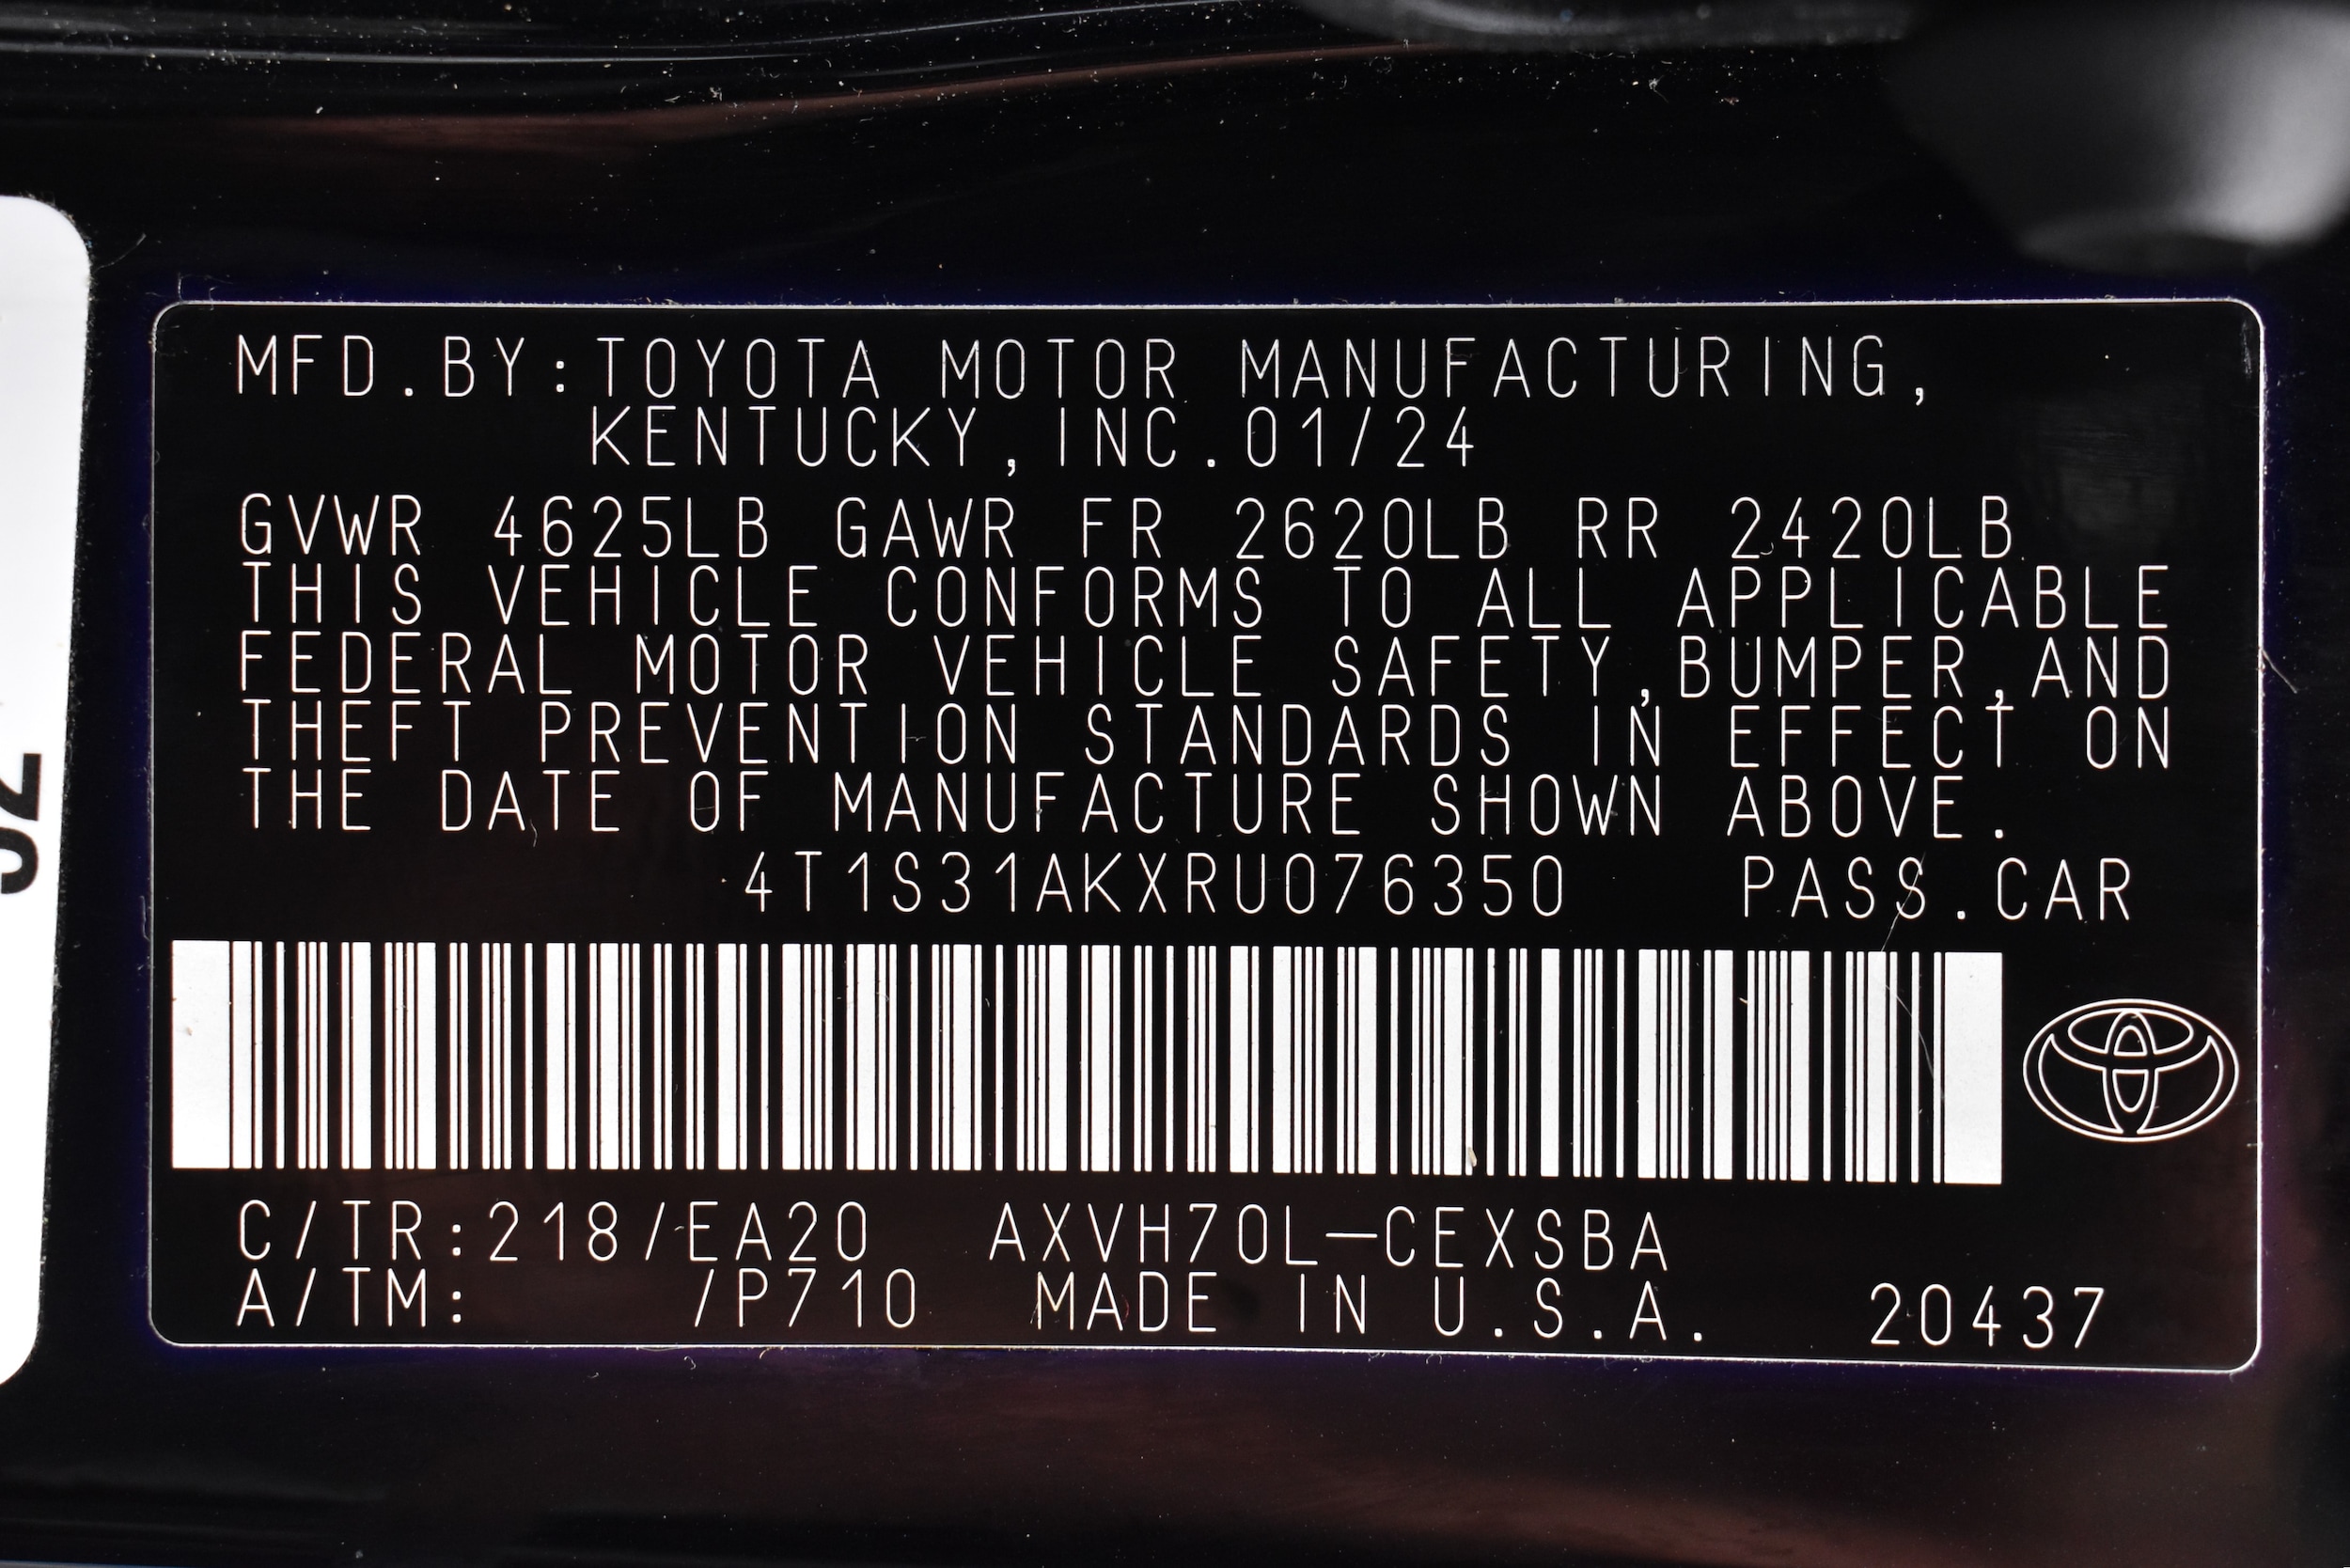 MFD.BY:TOYOTA MOTOR MANUFACTURING,
KENTUCKY,INC.01/24
GVWR 4625LB GAWR FR 2620LB RR 2420LB
THIS VEHICLE CONFORMS TO ALL APPLICABLE
FEDERAL MOTOR VEHICLE SAFETY,BUMPER,AND
THEFT PREVENTION STANDARDS IN EFFECT ON
THE DATE OF MANUFACTURE SHOWN ABOVE.
4T1S31AKXRU076350 PASS.CAR
C/TR:218/EA20 AXVH70L-CEXSBA
A/TM: /P710 MADE IN U.S.A. 20437